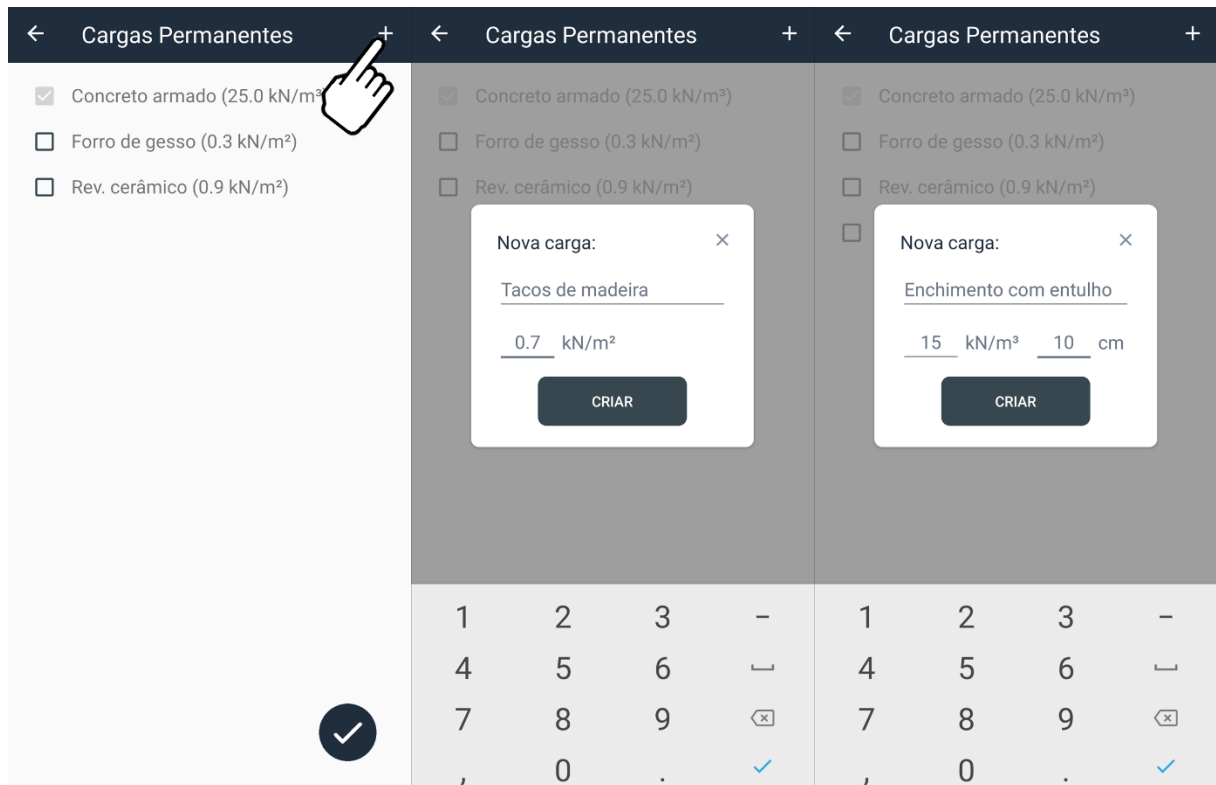 Cargas Permanentes +
Concreto armado (25.0 kN/m³
Forro de gesso (0.3 kN/m²)
Rev. cerâmico (0.9 kN/m²)
Cargas Permanentes +
Concreto armado (25.0 kN/m³)
Forro de gesso (0.3 kN/m²)
Rev. cerâmico (0.9 kN/m²)
Nova carga: ×
Tacos de madeira
0.7 kN/m²
CRIAR
1 2 3 -
4 5 6
7 8 9
, 0 .
Cargas Permanentes +
Concreto armado (25.0 kN/m³)
Forro de gesso (0.3 kN/m²)
Rev. cerâmico (0.9 kN/m²)
Nova carga: ×
Enchimento com entulho
15 kN/m³ 10 cm
CRIAR
1 2 3 -
4 5 6
7 8 9
, 0 .